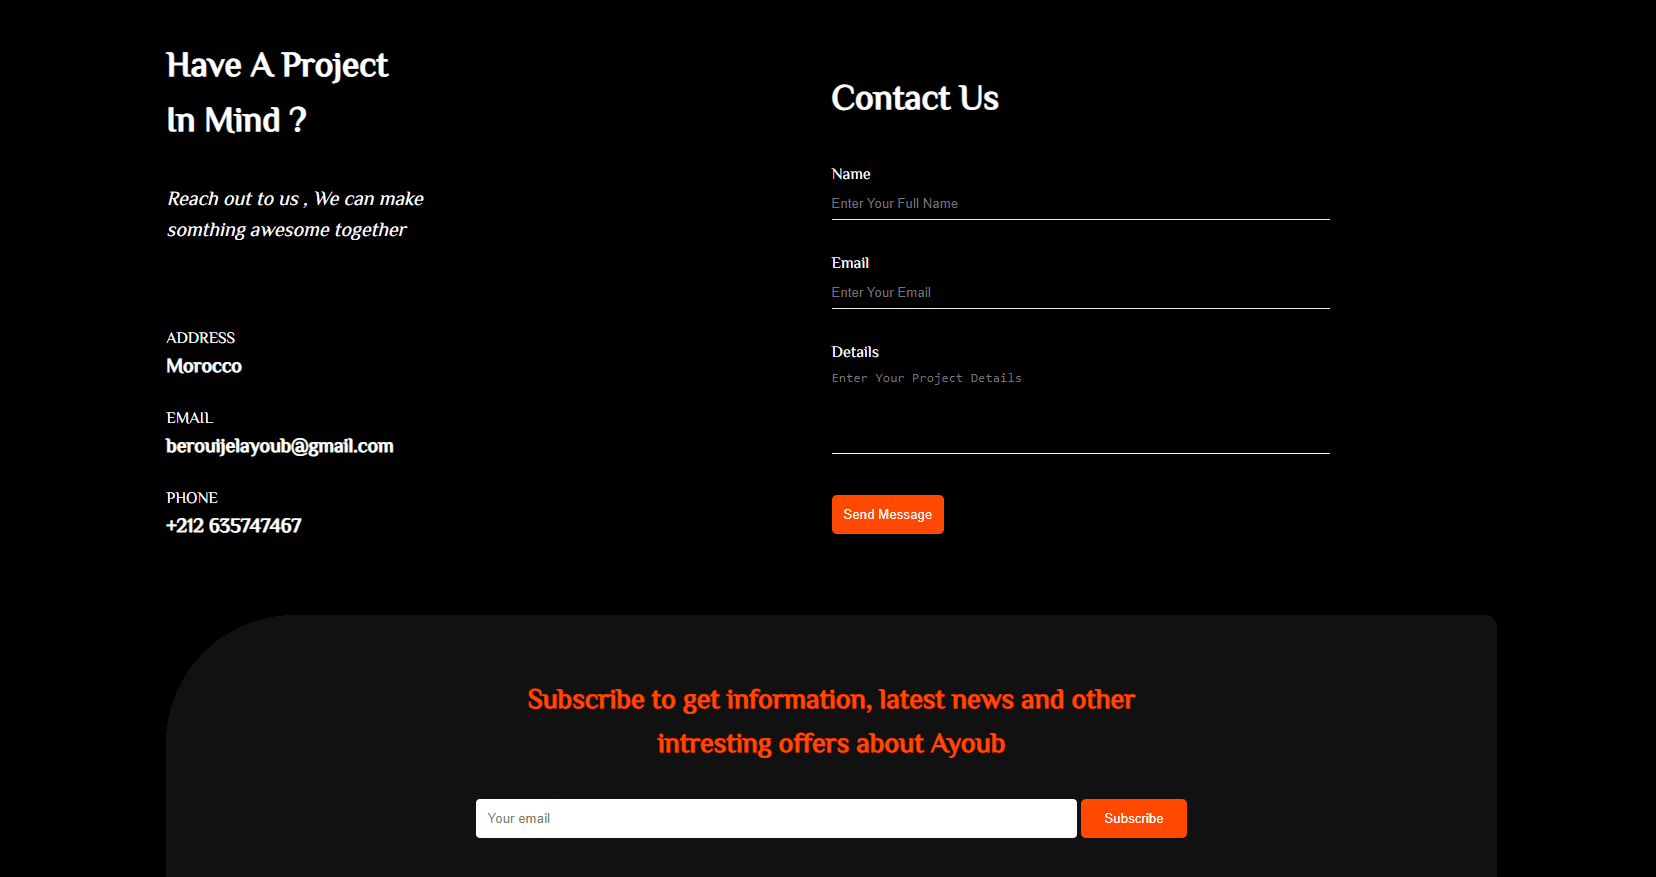 Have A Project
In Mind ?
Reach out to us , We can make
somthing awesome together
ADDRESS
Morocco
EMAIL
berouijelayoub@gmail.com
PHONE
+212 635747467
Contact Us
Name
Enter Your Full Name
Email
Enter Your Email
Details
Enter Your Project Details
Send Message
Subscribe to get information, latest news and other
intresting offers about Ayoub
Your email
Subscribe